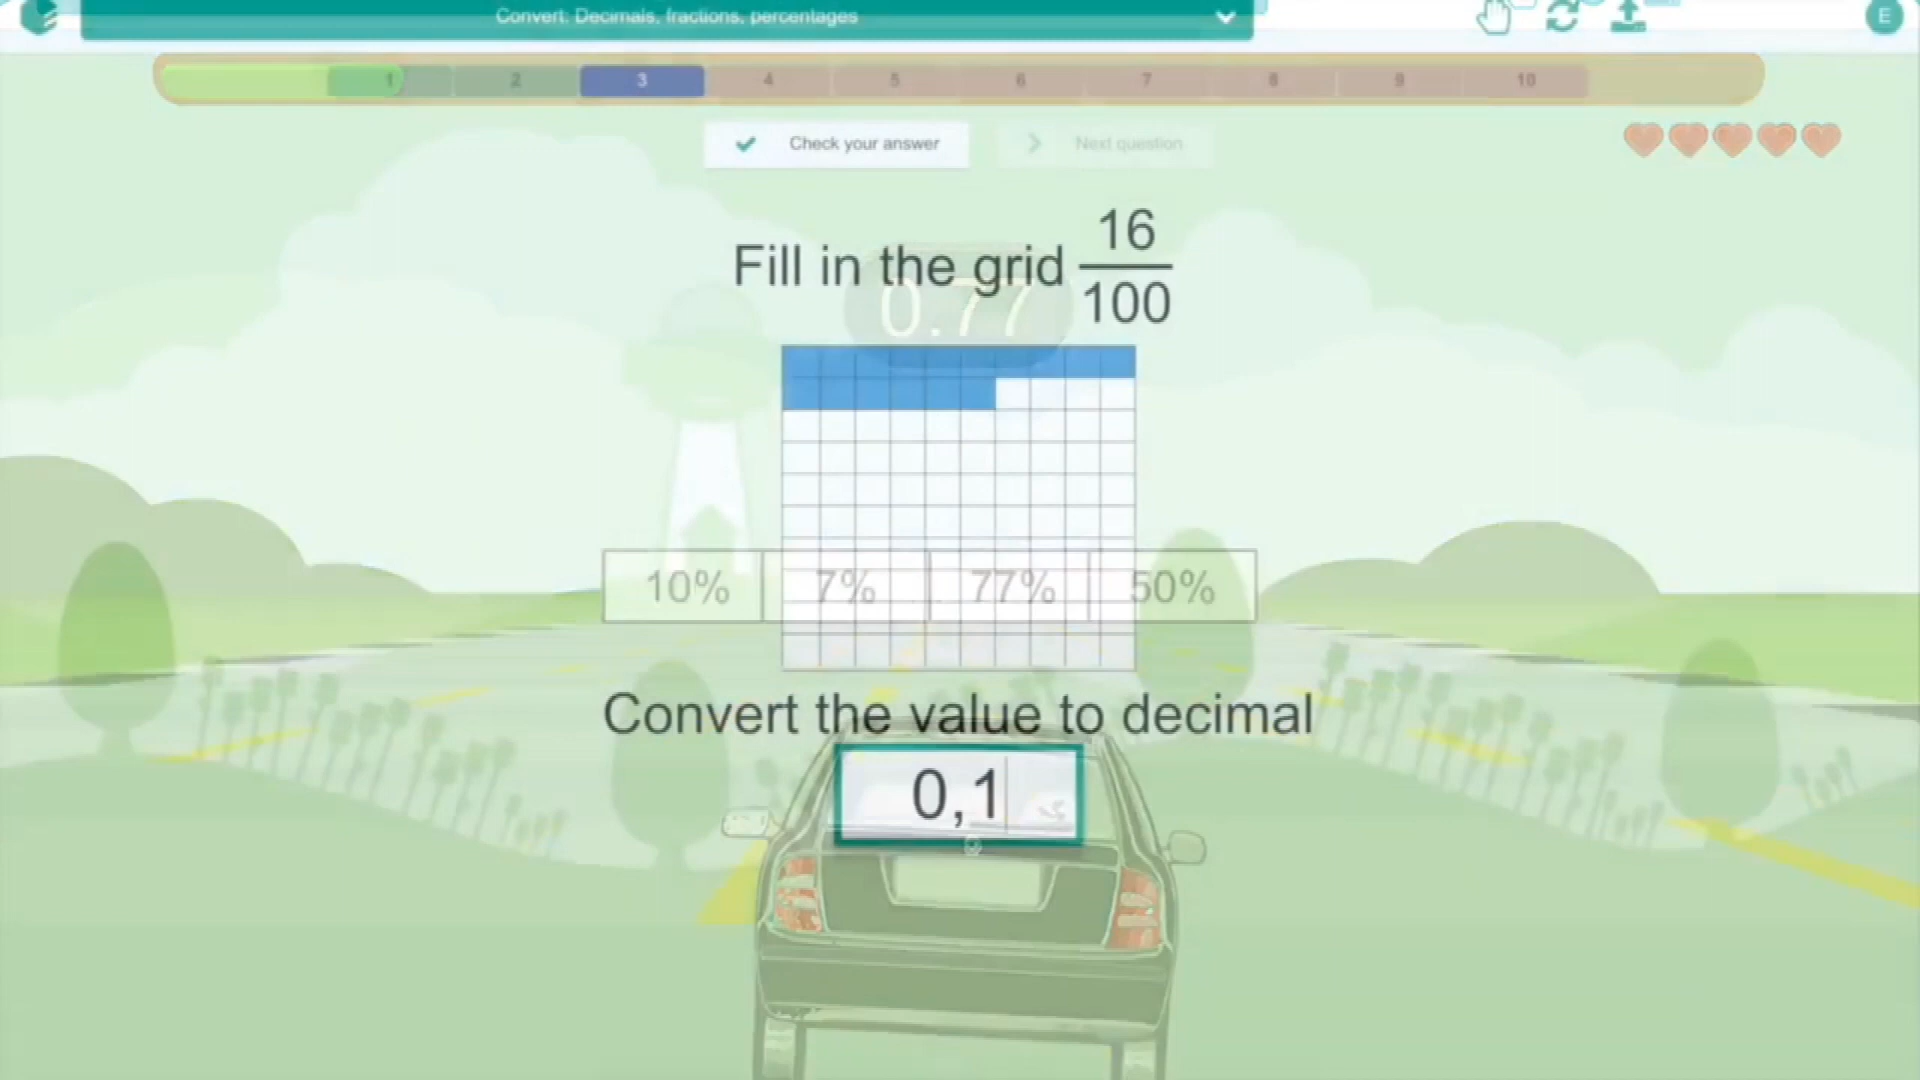 Convert: Decimals, fractions, percentages
E
1 2 3 4 5 6 7 8 9 10
Check your answer
Next question
Fill in the grid 16/100
0.77
10% 7% 77% 50%
Convert the value to decimal
0,1